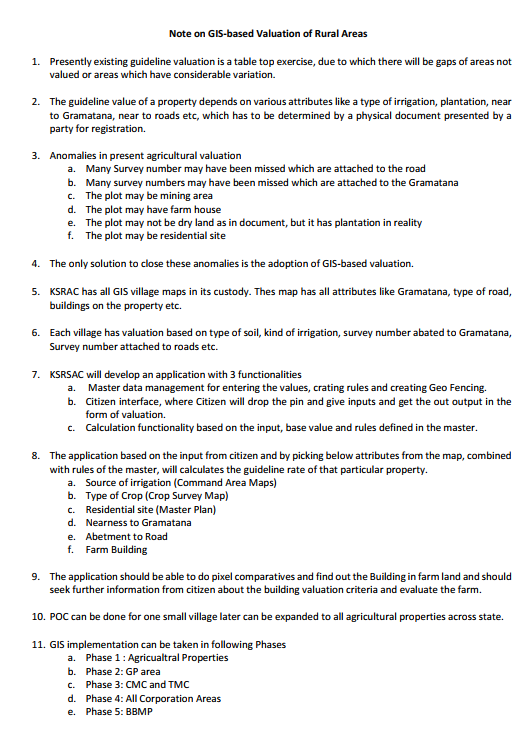 Note on GIS-based Valuation of Rural Areas
1. Presently existing guideline valuation is a table top exercise, due to which there will be gaps of areas not
valued or areas which have considerable variation.
2. The guideline value of a property depends on various attributes like a type of irrigation, plantation, near
to Gramatana, near to roads etc, which has to be determined by a physical document presented by a
party for registration.
3. Anomalies in present agricultural valuation
a. Many Survey number may have been missed which are attached to the road
b. Many survey numbers may have been missed which are attached to the Gramatana
c. The plot may be mining area
d. The plot may have farm house
e. The plot may not be dry land as in document, but it has plantation in reality
f. The plot may be residential site
4. The only solution to close these anomalies is the adoption of GIS-based valuation.
5. KSRAC has all GIS village maps in its custody. Thes map has all attributes like Gramatana, type of road,
buildings on the property etc.
6. Each village has valuation based on type of soil, kind of irrigation, survey number abated to Gramatana,
Survey number attached to roads etc.
7. KSRSAC will develop an application with 3 functionalities
a. Master data management for entering the values, crating rules and creating Geo Fencing.
b. Citizen interface, where Citizen will drop the pin and give inputs and get the out output in the
form of valuation.
c. Calculation functionality based on the input, base value and rules defined in the master.
8. The application based on the input from citizen and by picking below attributes from the map, combined
with rules of the master, will calculates the guideline rate of that particular property.
a. Source of irrigation (Command Area Maps)
b. Type of Crop (Crop Survey Map)
c. Residential site (Master Plan)
d. Nearness to Gramatana
e. Abetment to Road
f. Farm Building
9. The application should be able to do pixel comparatives and find out the Building in farm land and should
seek further information from citizen about the building valuation criteria and evaluate the farm.
10. POC can be done for one small village later can be expanded to all agricultural properties across state.
11. GIS implementation can be taken in following Phases
a. Phase 1 : Agricualtral Properties
b. Phase 2: GP area
c. Phase 3: CMC and TMC
d. Phase 4: All Corporation Areas
e. Phase 5: BBMP